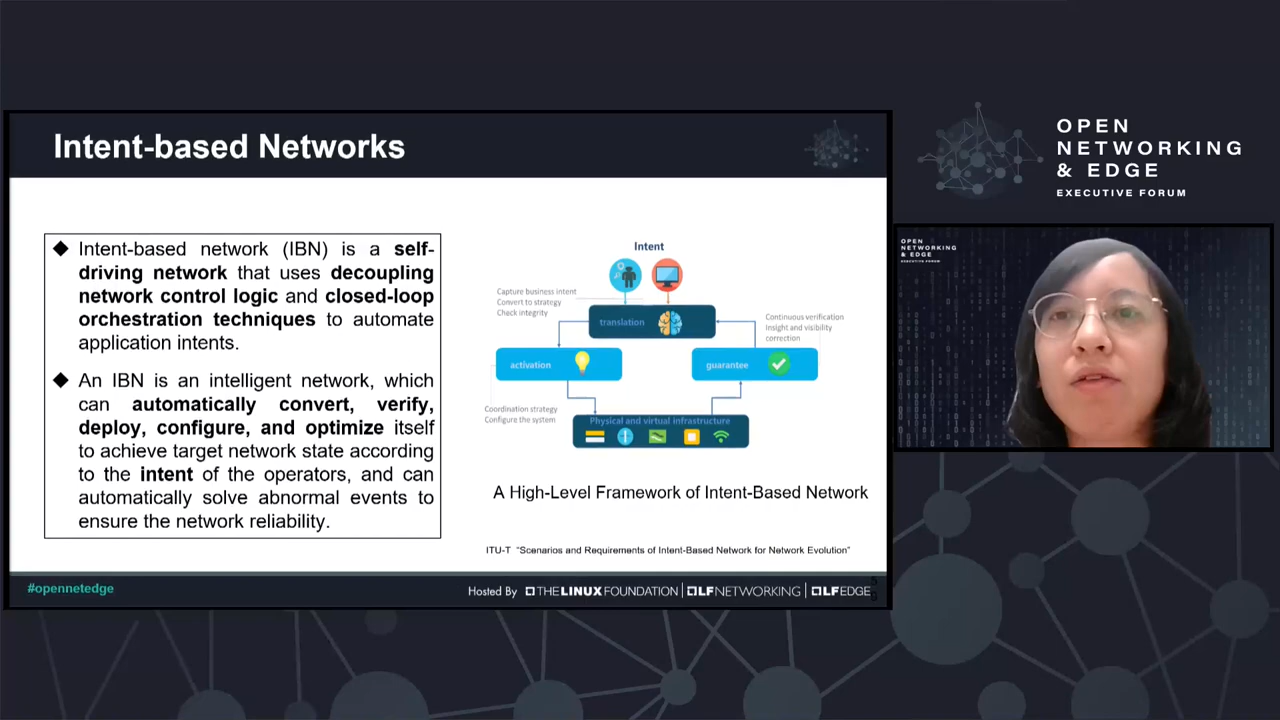 Intent-based Networks
◆ Intent-based network (IBN) is a self-
driving network that uses decoupling
network control logic and closed-loop
orchestration techniques to automate
application intents.
◆ An IBN is an intelligent network, which
can automatically convert, verify,
deploy, configure, and optimize itself
to achieve target network state according
to the intent of the operators, and can
automatically solve abnormal events to
ensure the network reliability.
Intent
Capture business intent
Convert to strategy
Check integrity
translation
Continuous verification
Insight and visibility
correction
activation
guarantee
Coordination strategy
Configure the system
Physical and virtual infrastructure
A High-Level Framework of Intent-Based Network
ITU-T "Scenarios and Requirements of Intent-Based Network for Network Evolution"
#opennetedge
Hosted By THE LINUX FOUNDATION | LF NETWORKING | LF EDGE
OPEN
NETWORKING
& EDGE
EXECUTIVE FORUM
OPEN
NETWORKING
& EDGE
EXECUTIVE FORUM